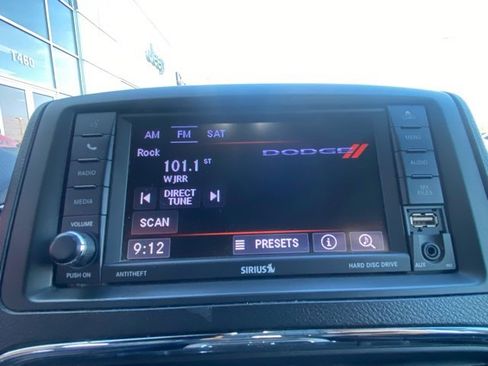 1460
Jeep
AM FM SAT
Rock
101.1 ST
WJRR
DODGE
DIRECT TUNE
SCAN
9:12 PRESETS
RADIO
MEDIA
VOLUME
PUSH ON
MENU
AUDIO
MY FILES
AUX
ANTITHEFT SIRIUS HARD DISC DRIVE